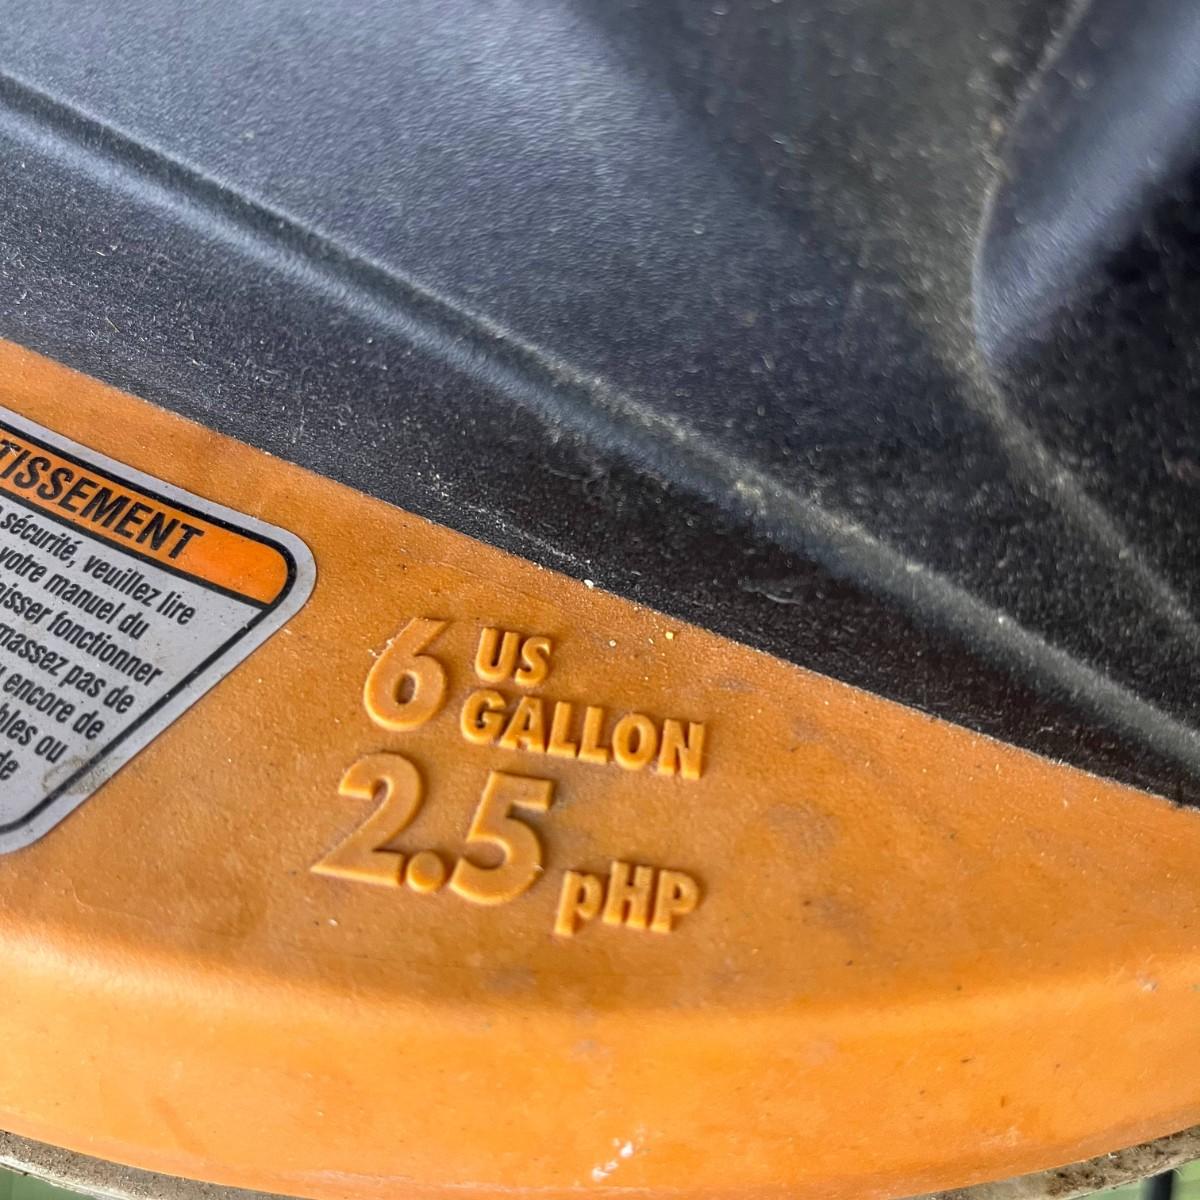 TISSEMENT
sécurité, veuillez lire
votre manuel du
aisser fonctionner
massez pas de
encore de
bles ou
de
6 US
GALLON
2.5 pHP